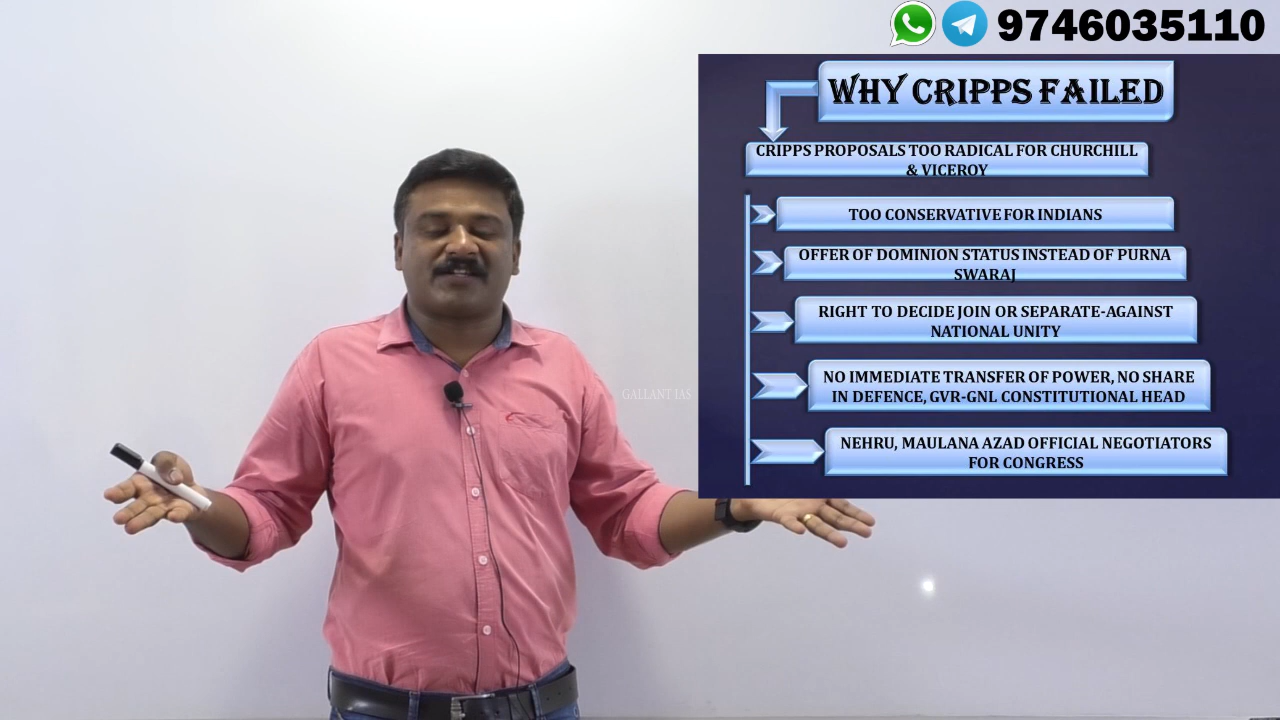 9746035110
WHY CRIPPS FAILED
CRIPPS PROPOSALS TOO RADICAL FOR CHURCHILL
& VICEROY
TOO CONSERVATIVE FOR INDIANS
OFFER OF DOMINION STATUS INSTEAD OF PURNA
SWARAJ
RIGHT TO DECIDE JOIN OR SEPARATE-AGAINST
NATIONAL UNITY
NO IMMEDIATE TRANSFER OF POWER, NO SHARE
IN DEFENCE, GVR-GNL CONSTITUTIONAL HEAD
NEHRU, MAULANA AZAD OFFICIAL NEGOTIATORS
FOR CONGRESS
GALLANT IAS